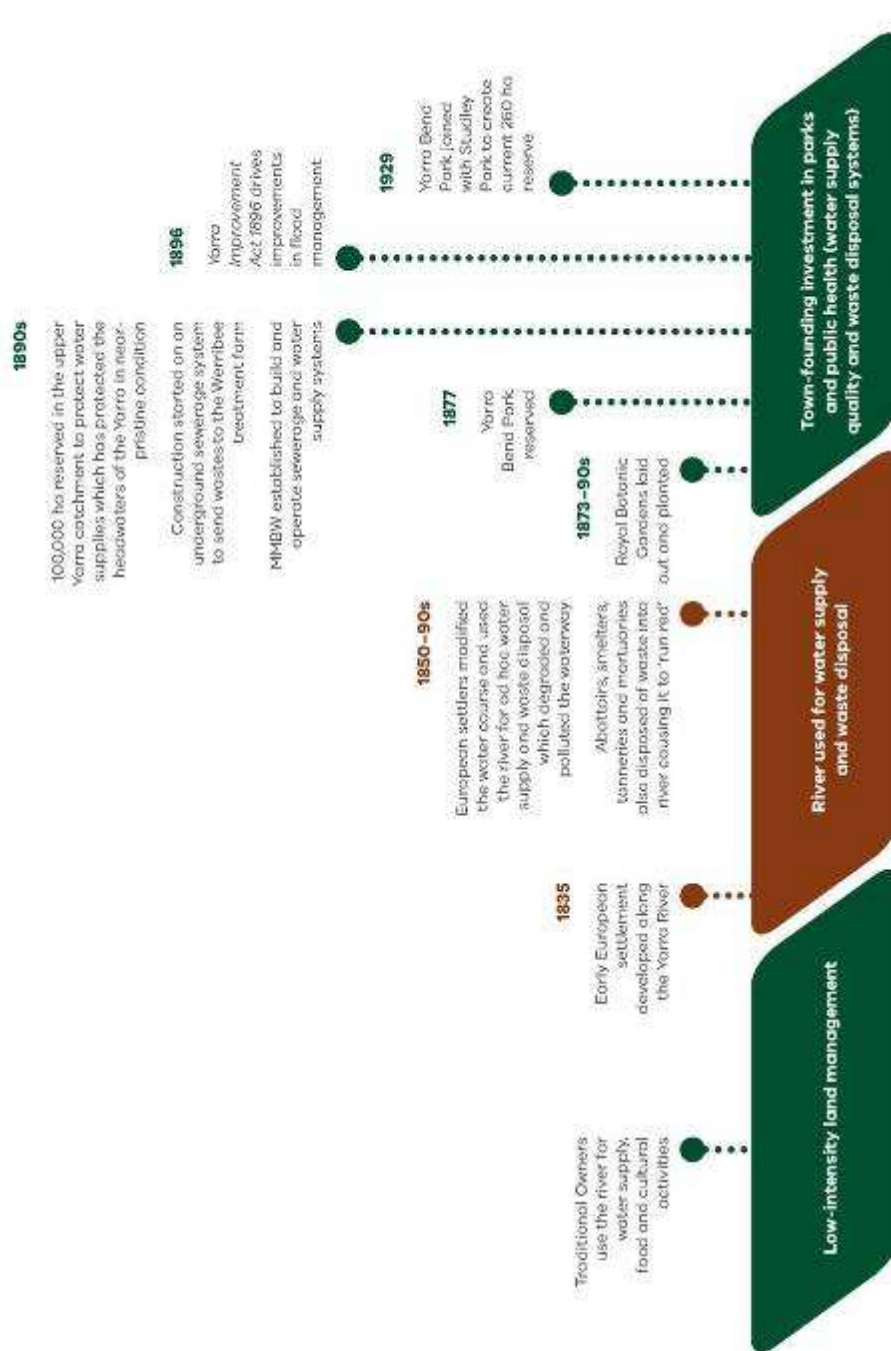 Traditional Owners
use the river for
water supply,
food and cultural
activities
1835
Early European
settlement
developed along
the Yarra River
1850–90s
European settlers modified
the water course and used
the river for ad hoc water
supply and waste disposal
which degraded and
polluted the waterway
Abattoirs, smelters,
tanneries and mortuaries
also disposed of waste into
river causing it to ‘run red’
1873–90s
Royal Botanic
Gardens laid
out and planted
1877
Yarra
Bend Park
reserved
1890s
100,000 ha reserved in the upper
Yarra catchment to protect water
supplies which has protected the
headwaters of the Yarra in near-
pristine condition
Construction started on an
underground sewerage system
to send wastes to the Werribee
treatment farm
MMBW established to build and
operate sewerage and water
supply systems
1896
Yarra
Improvement
Act 1896 drives
improvements
in flood
management
1929
Yarra Bend
Park joined
with Studley
Park to create
current 260 ha
reserve
Low-intensity land management
River used for water supply
and waste disposal
Town-founding investment in parks
and public health (water supply
quality and waste disposal systems)